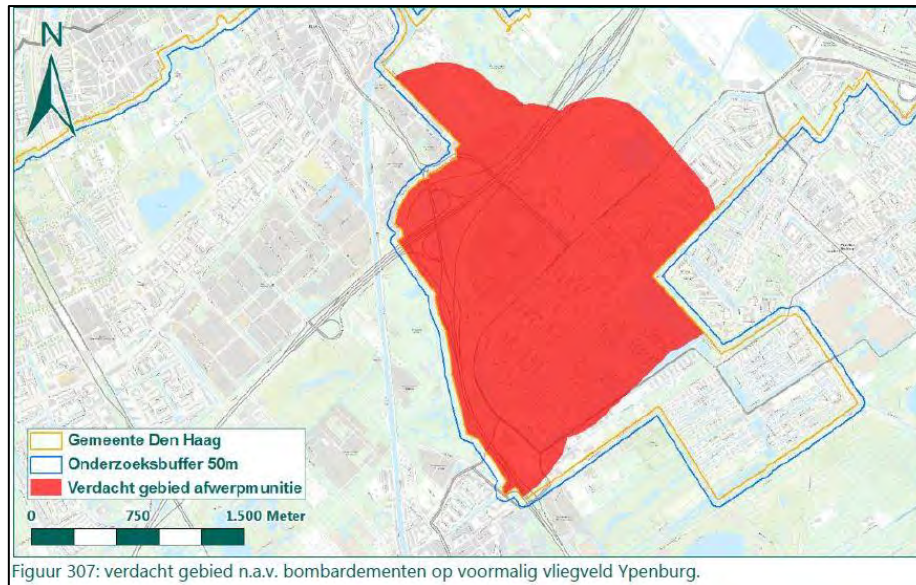 N
Gemeente Den Haag
Onderzoeksbuffer 50m
Verdacht gebied afwerpmunitie
0 750 1.500 Meter
Figuur 307: verdacht gebied n.a.v. bombardementen op voormalig vliegveld Ypenburg.